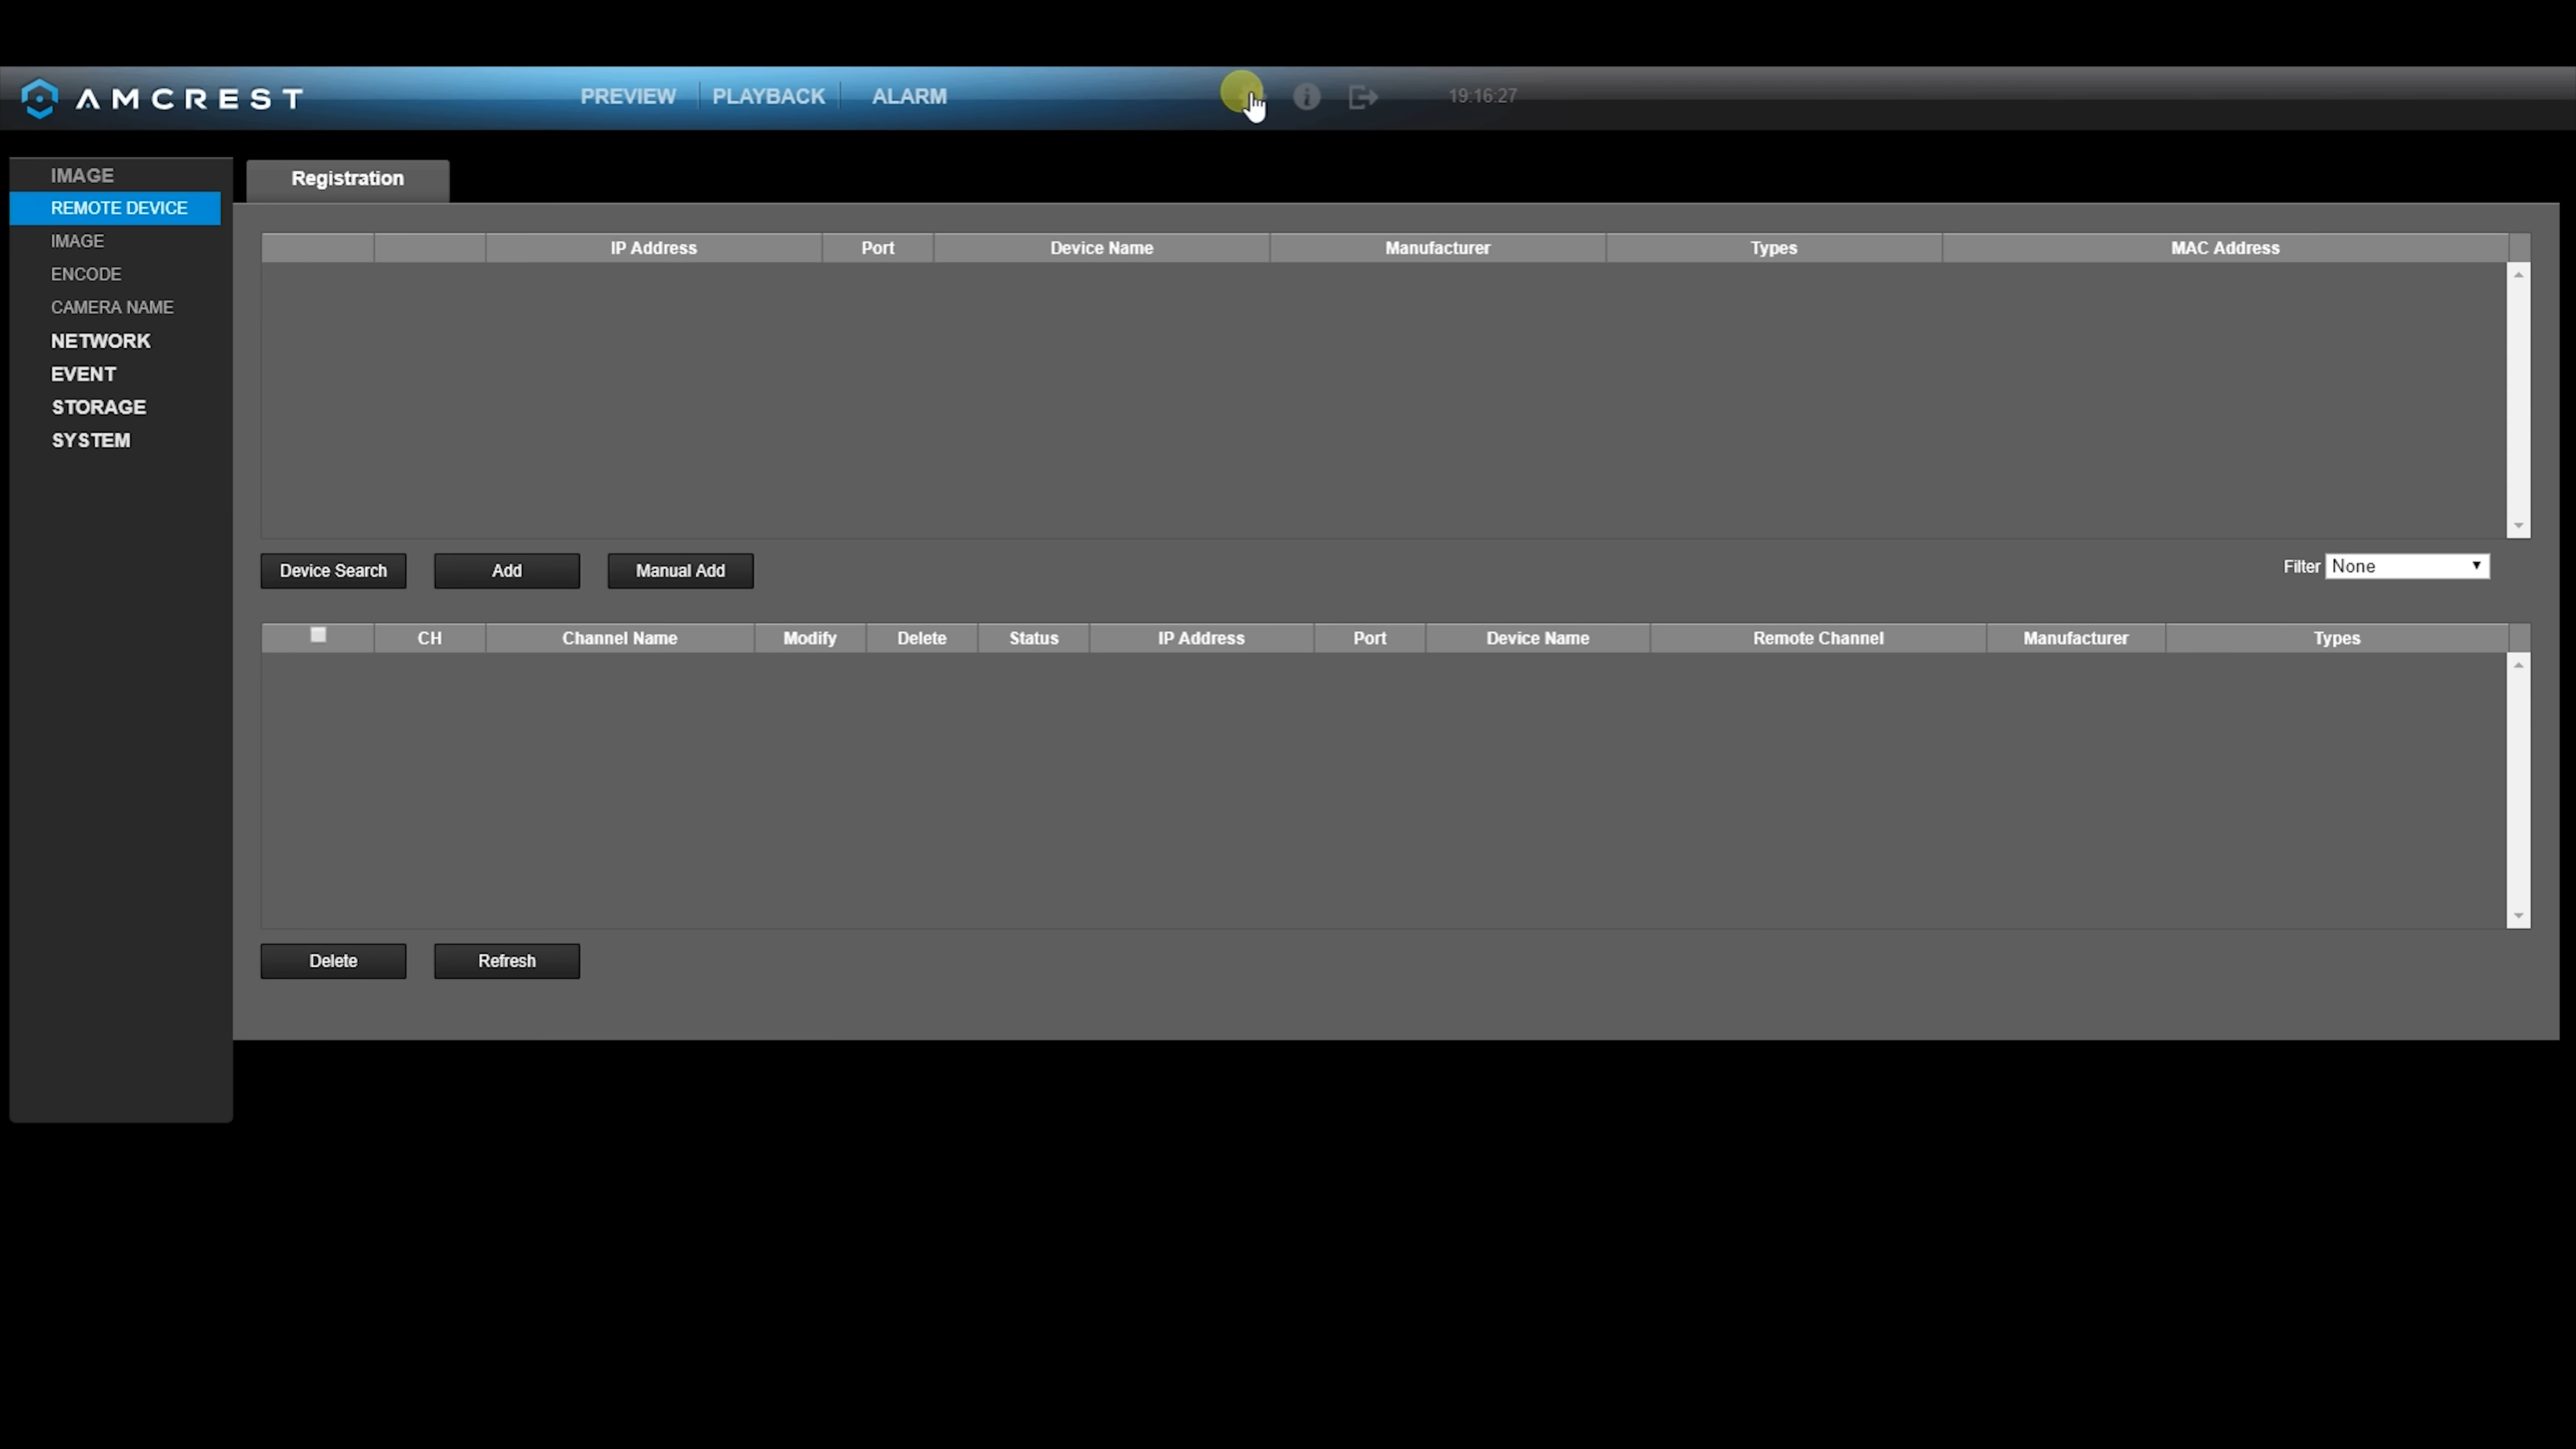 AMCREST
PREVIEW PLAYBACK ALARM 19:16:27
IMAGE
REMOTE DEVICE
IMAGE
ENCODE
CAMERA NAME
NETWORK
EVENT
STORAGE
SYSTEM
Registration
IP Address Port Device Name Manufacturer Types MAC Address
Device Search Add Manual Add Filter None
CH Channel Name Modify Delete Status IP Address Port Device Name Remote Channel Manufacturer Types
Delete Refresh